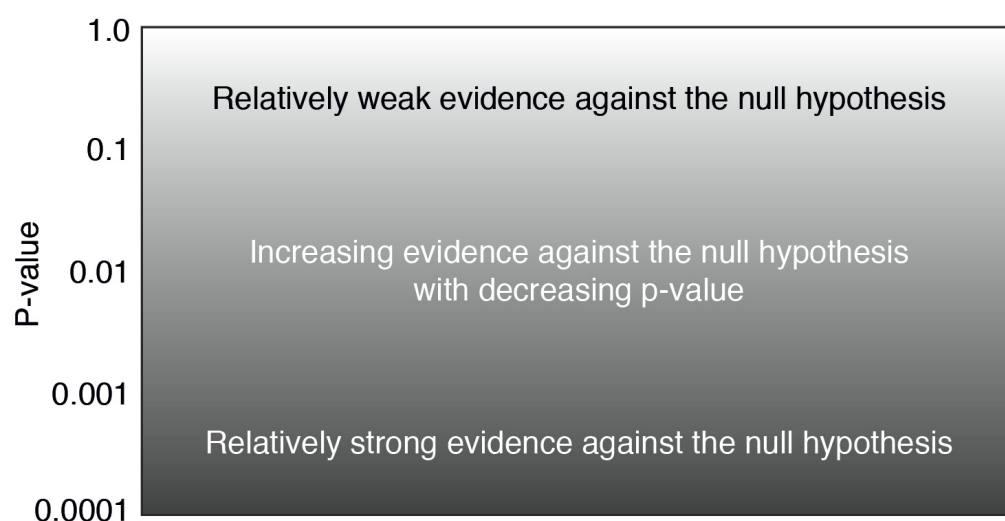 1.0
Relatively weak evidence against the null hypothesis
0.1
P-value
Increasing evidence against the null hypothesis
0.01
with decreasing p-value
0.001
Relatively strong evidence against the null hypothesis
0.0001